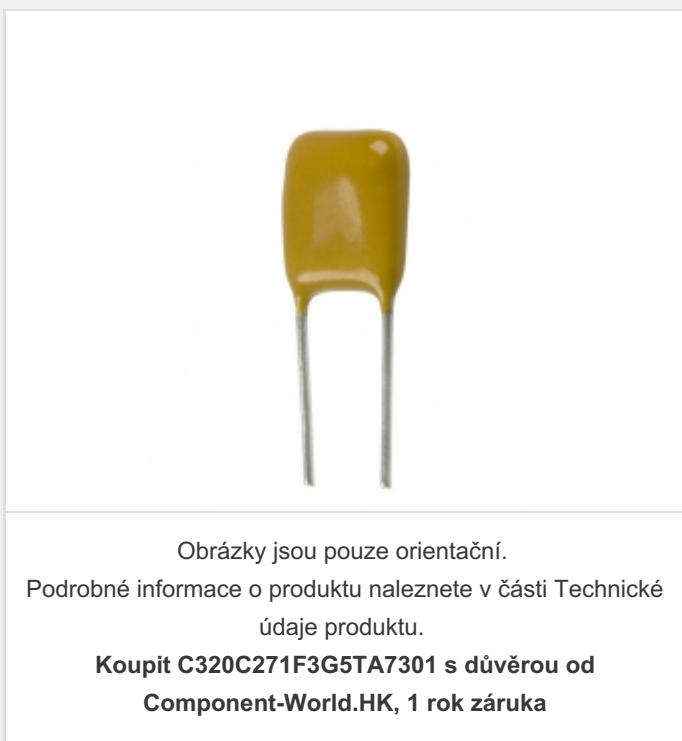 Obrázky jsou pouze orientační.
Podrobné informace o produktu naleznete v části Technické
údaje produktu.
Koupit C320C271F3G5TA7301 s důvěrou od
Component-World.HK, 1 rok záruka